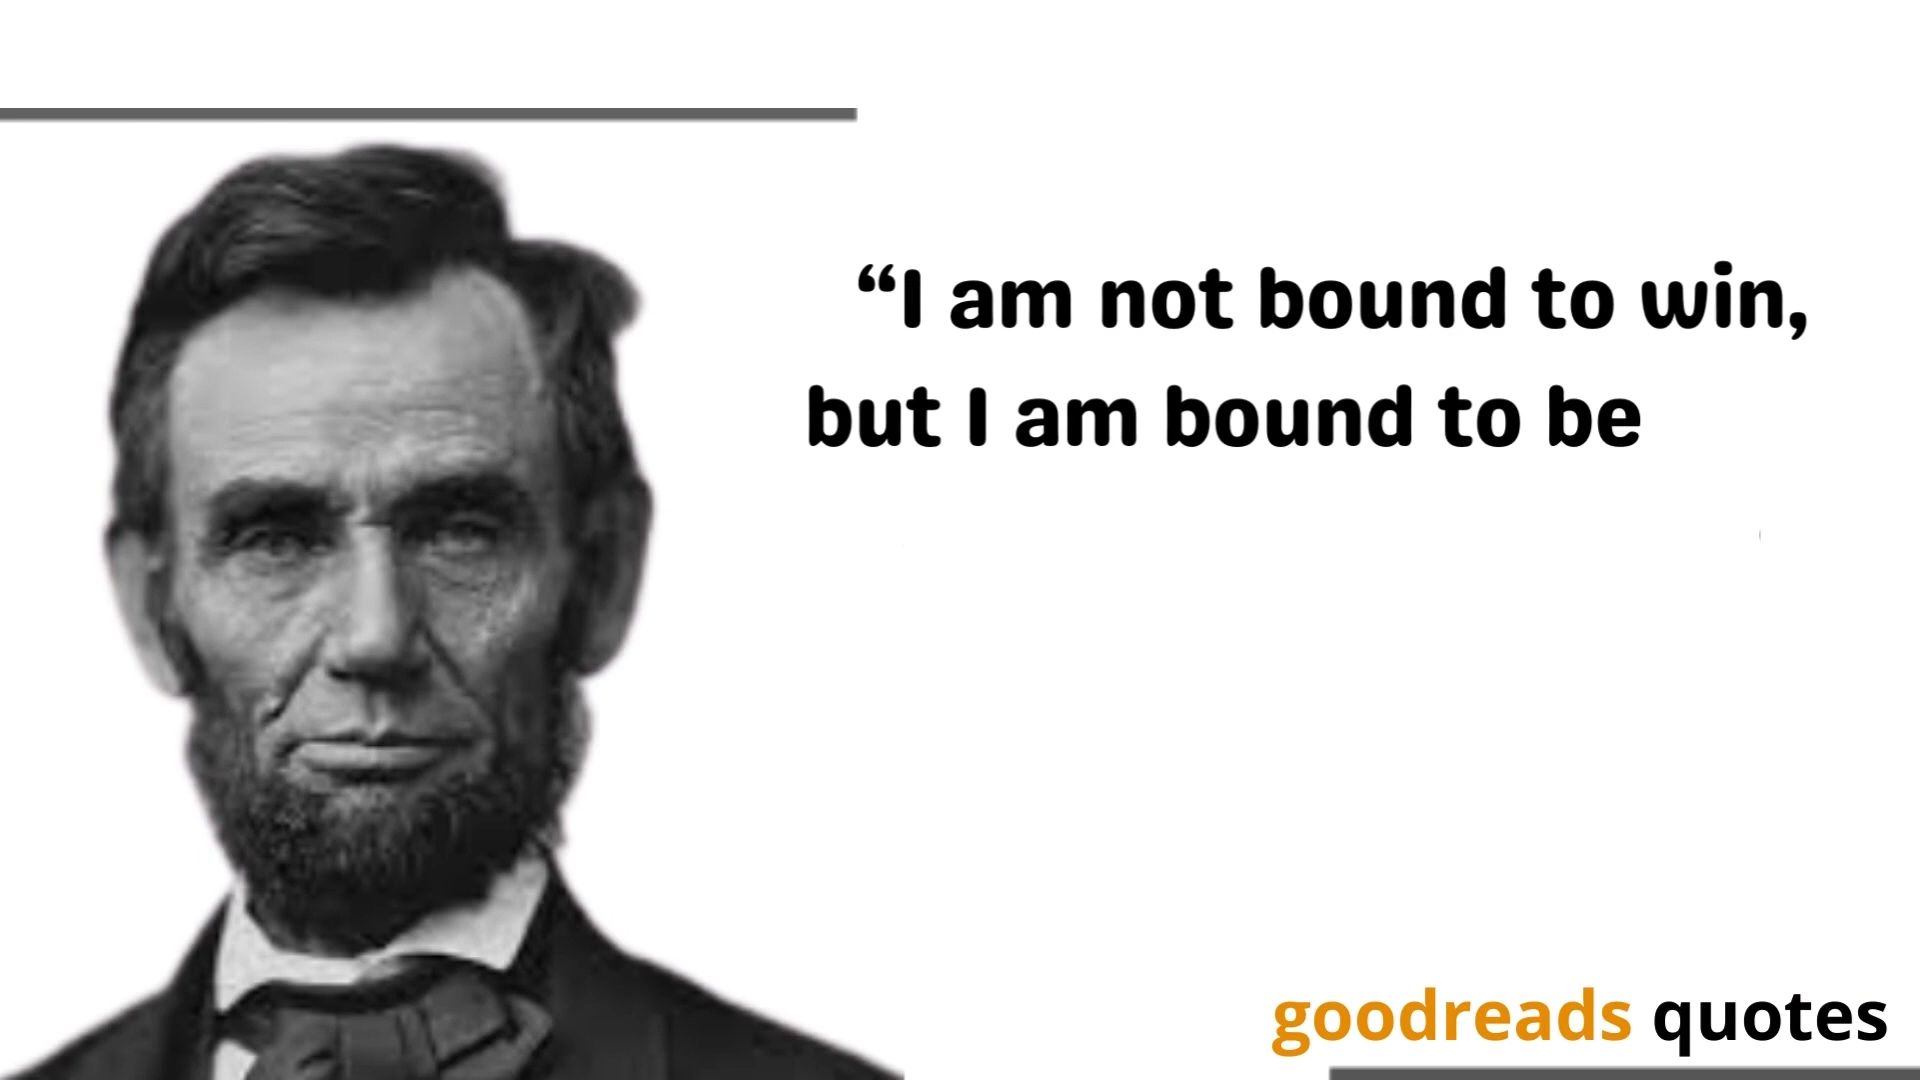 “I am not bound to win,
but I am bound to be
goodreads quotes